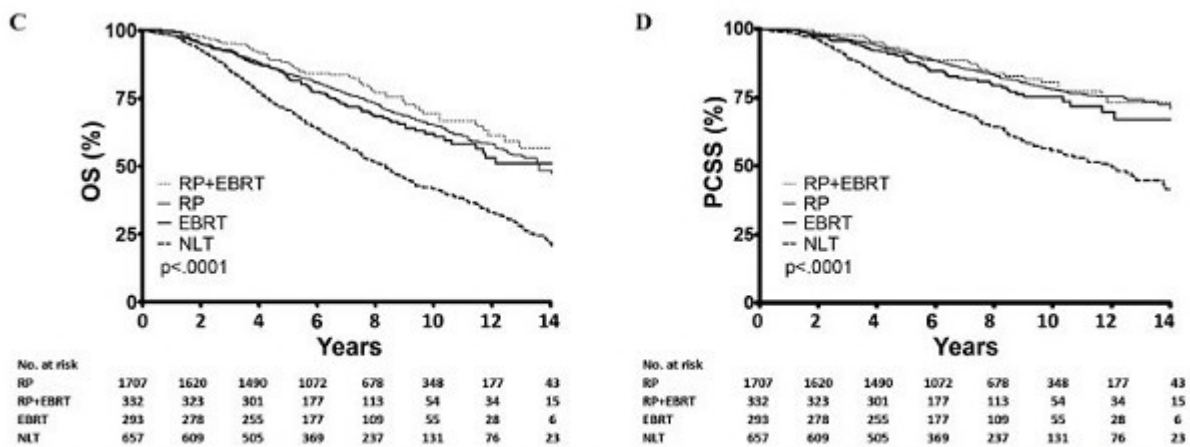 C
100
75
50
25
0
OS (%)
RP+EBRT
RP
EBRT
NLT
p<.0001
0 2 4 6 8 10 12 14
Years
No. at risk
RP 1707 1620 1490 1072 678 348 177 43
RP+EBRT 332 323 301 177 113 54 34 15
EBRT 293 278 255 177 109 55 28 6
NLT 657 609 505 369 237 131 76 23
D
100
75
50
25
0
PCSS (%)
RP+EBRT
RP
EBRT
NLT
p<.0001
0 2 4 6 8 10 12 14
Years
No. at risk
RP 1707 1620 1490 1072 678 348 177 43
RP+EBRT 332 323 301 177 113 54 34 15
EBRT 293 278 255 177 109 55 28 6
NLT 657 609 505 369 237 131 76 23